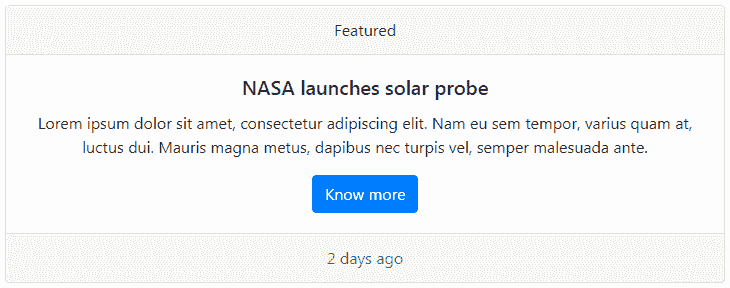 Featured
NASA launches solar probe
Lorem ipsum dolor sit amet, consectetur adipiscing elit. Nam eu sem tempor, varius quam at,
luctus dui. Mauris magna metus, dapibus nec turpis vel, semper malesuada ante.
Know more
2 days ago